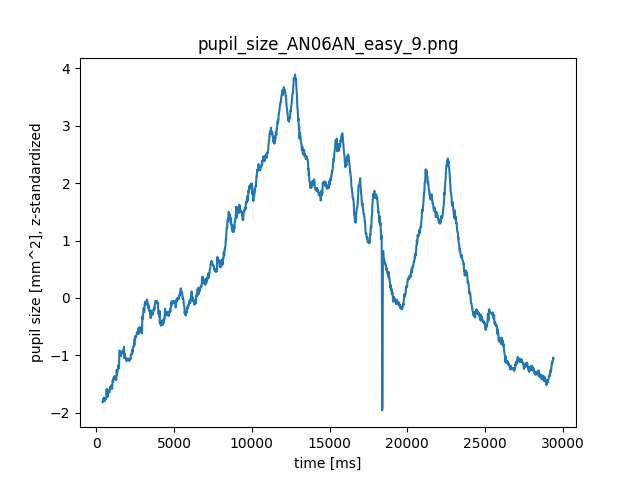 pupil_size_AN06AN_easy_9.png
4
3
2
1
0
−1
−2
pupil size [mm^2], z-standardized
0 5000 10000 15000 20000 25000 30000
time [ms]